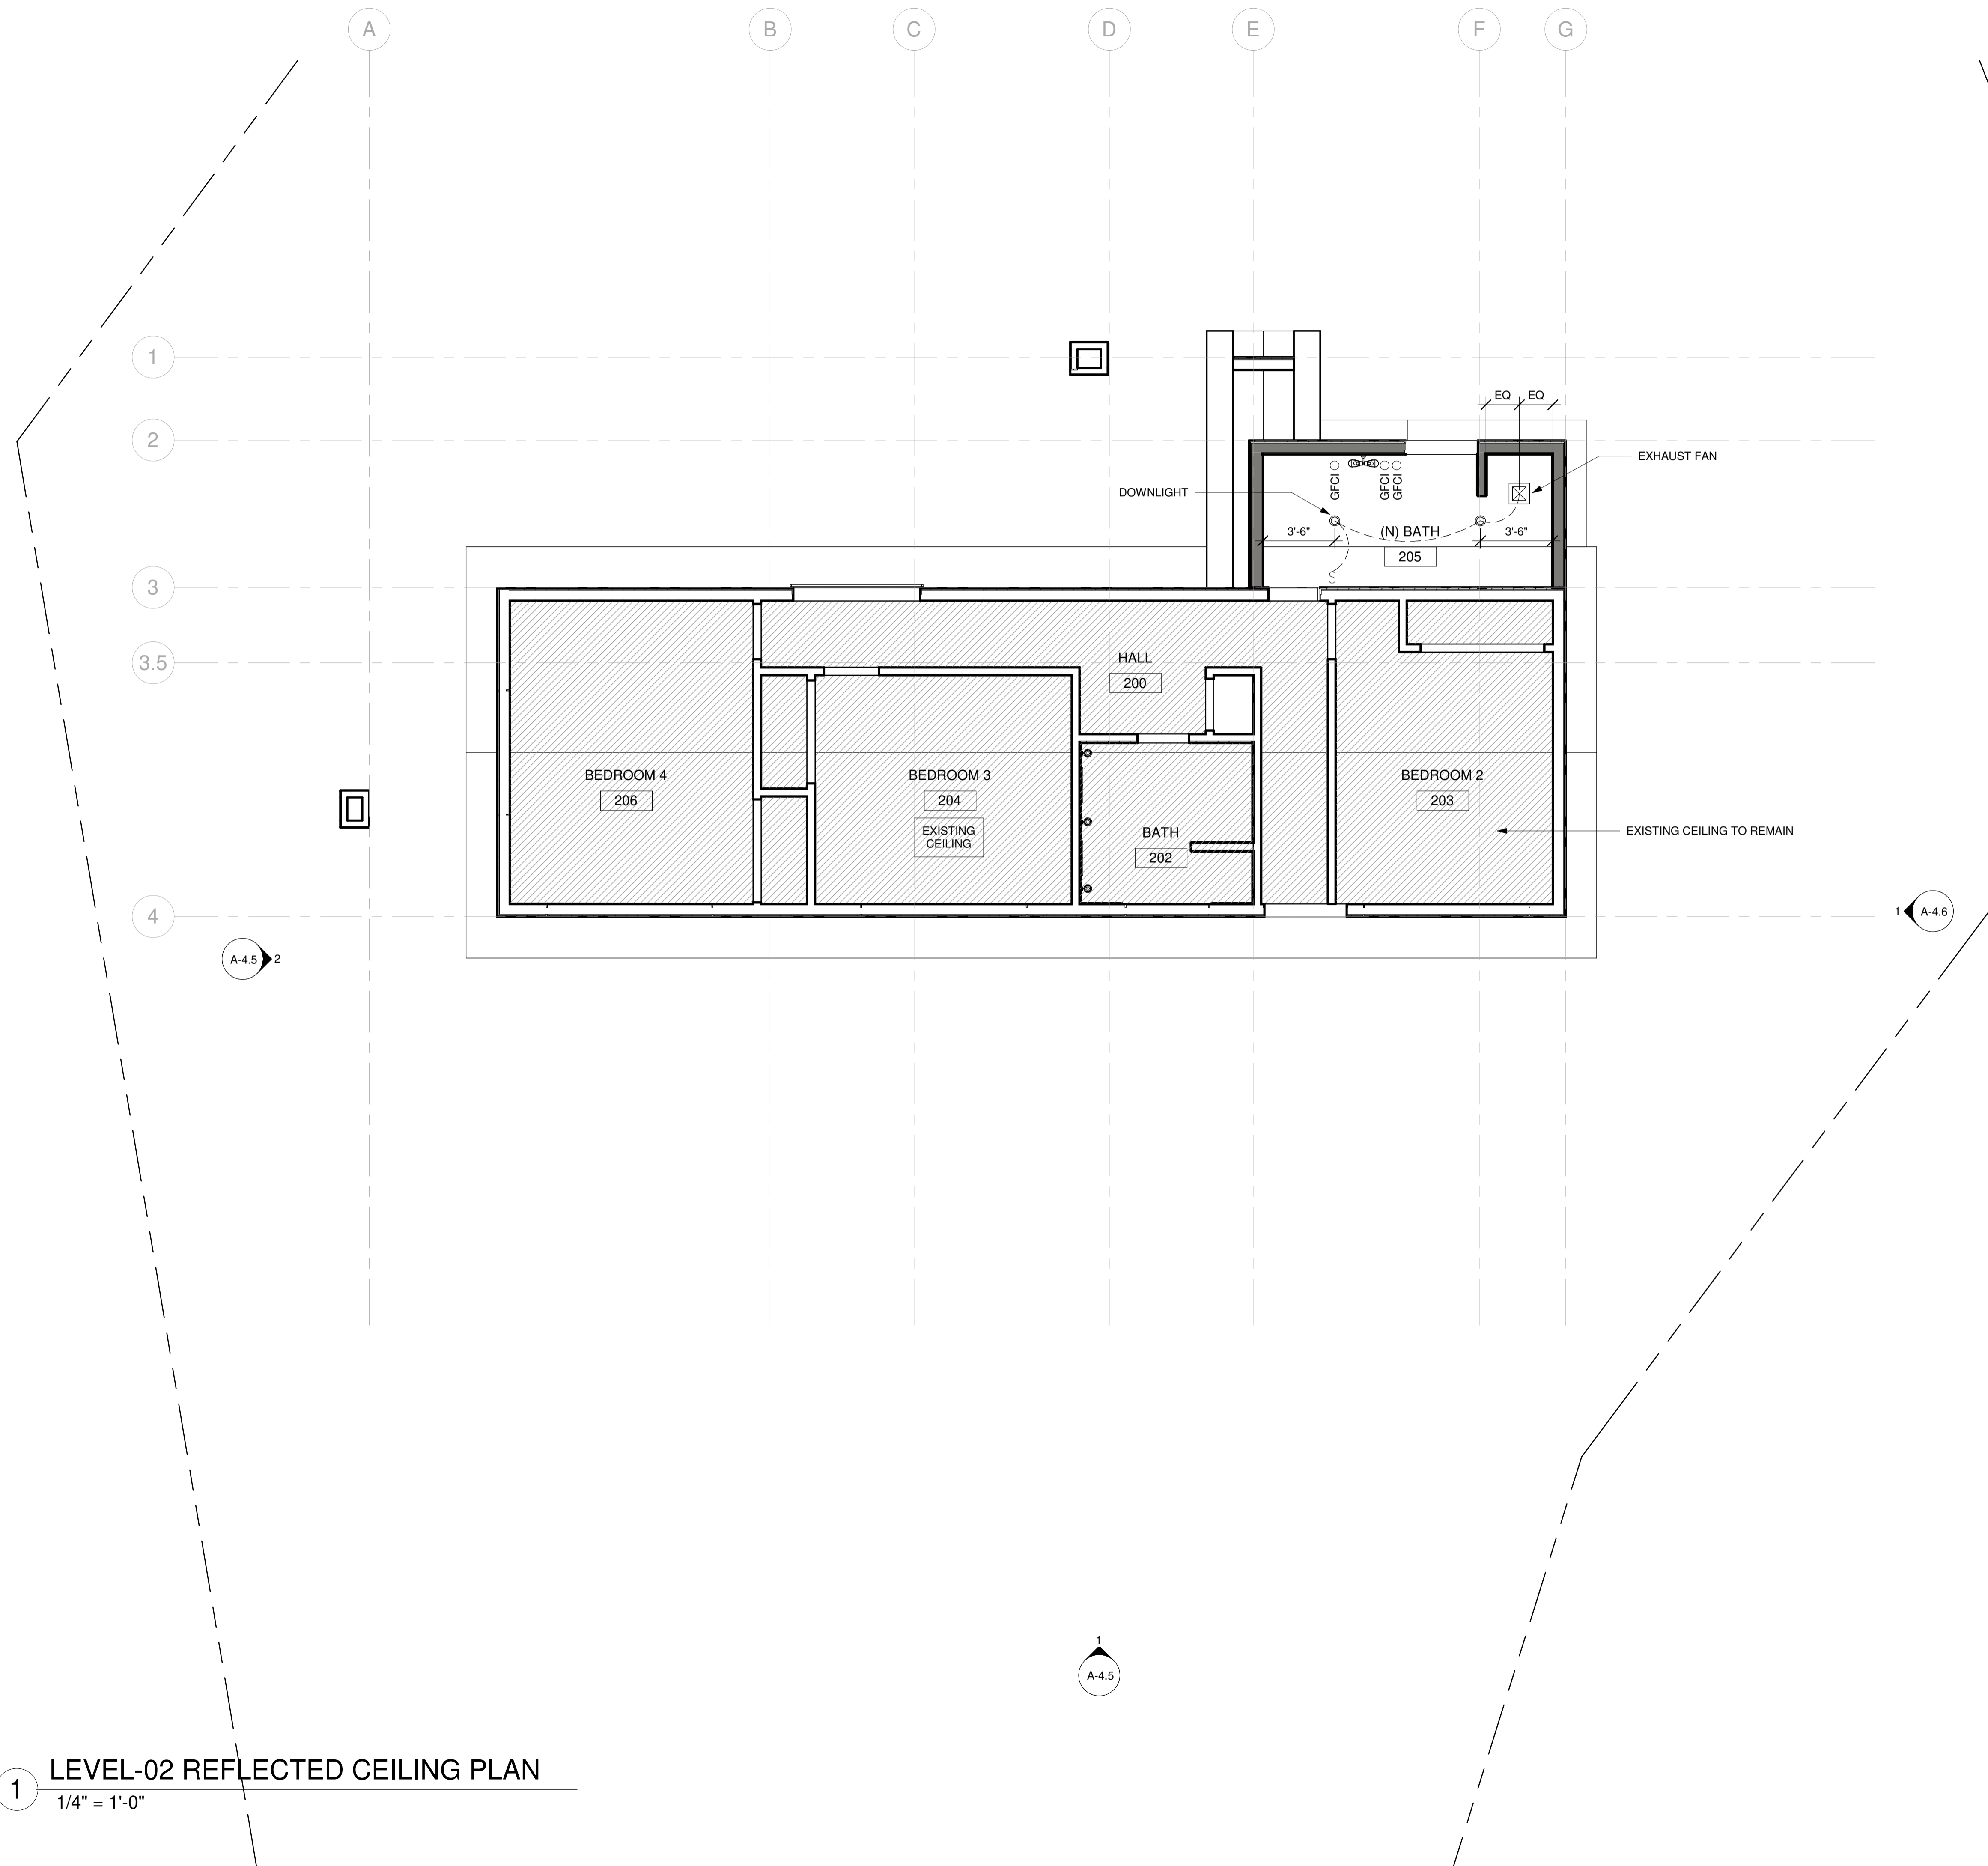 A B C D E F G
1
2
EQ EQ
EXHAUST FAN
GFCI GFCI GFCI
DOWNLIGHT
3'-6" (N) BATH 3'-6"
205
S
3
3.5
HALL
200
BEDROOM 4
206
BEDROOM 3
204
EXISTING
CEILING
BATH
202
BEDROOM 2
203
EXISTING CEILING TO REMAIN
4
1 A-4.6
A-4.5 2
1
A-4.5
1 LEVEL-02 REFLECTED CEILING PLAN
1/4" = 1'-0"